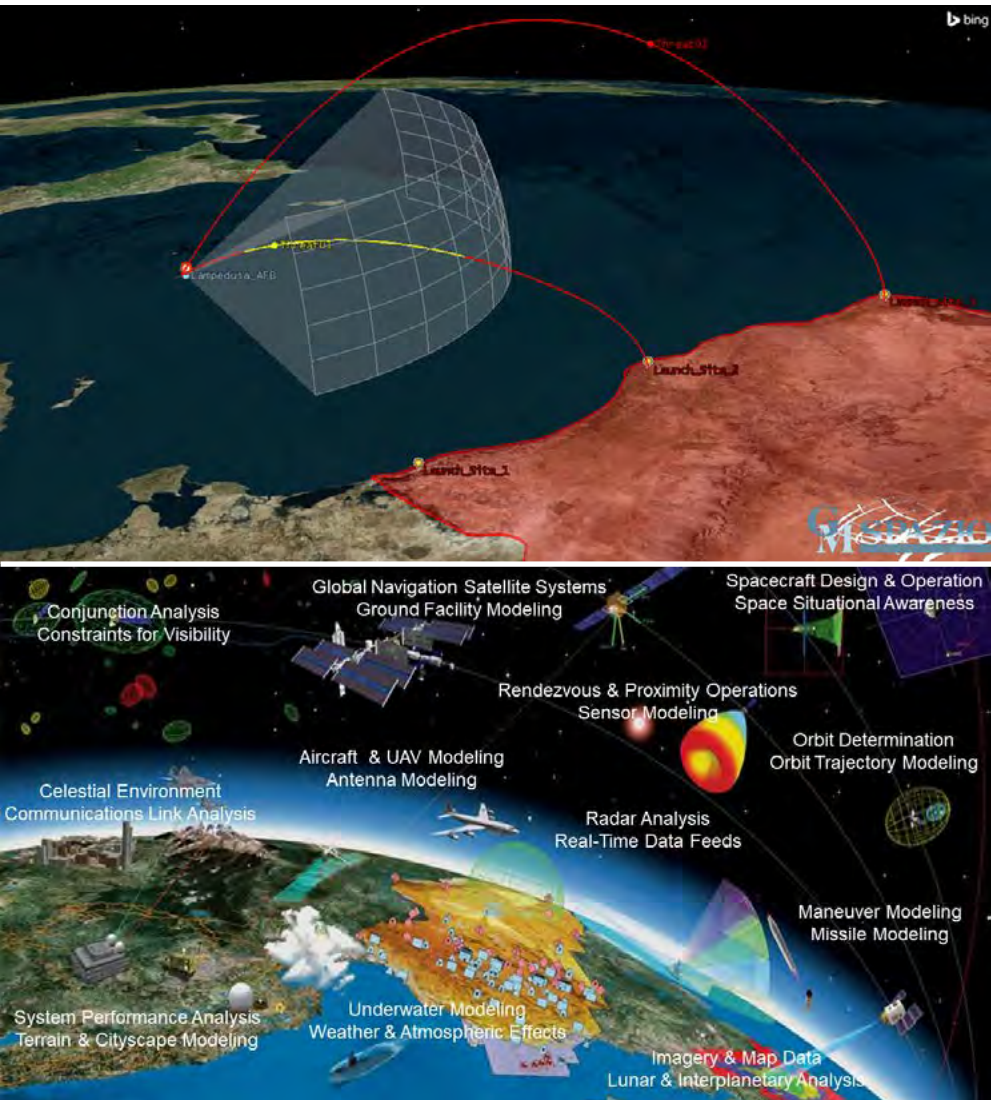 bing
Threat03
Threat01
Lampedusa_AFB
Launch_Site_3
Launch_Site_2
Launch_Site_1
GMSPAZIO
Conjunction Analysis
Constraints for Visibility
Global Navigation Satellite Systems
Ground Facility Modeling
Spacecraft Design & Operation
Space Situational Awareness
Rendezvous & Proximity Operations
Sensor Modeling
Orbit Determination
Orbit Trajectory Modeling
Aircraft & UAV Modeling
Antenna Modeling
Celestial Environment
Communications Link Analysis
Radar Analysis
Real-Time Data Feeds
Maneuver Modeling
Missile Modeling
System Performance Analysis
Terrain & Cityscape Modeling
Underwater Modeling
Weather & Atmospheric Effects
Imagery & Map Data
Lunar & Interplanetary Analysis